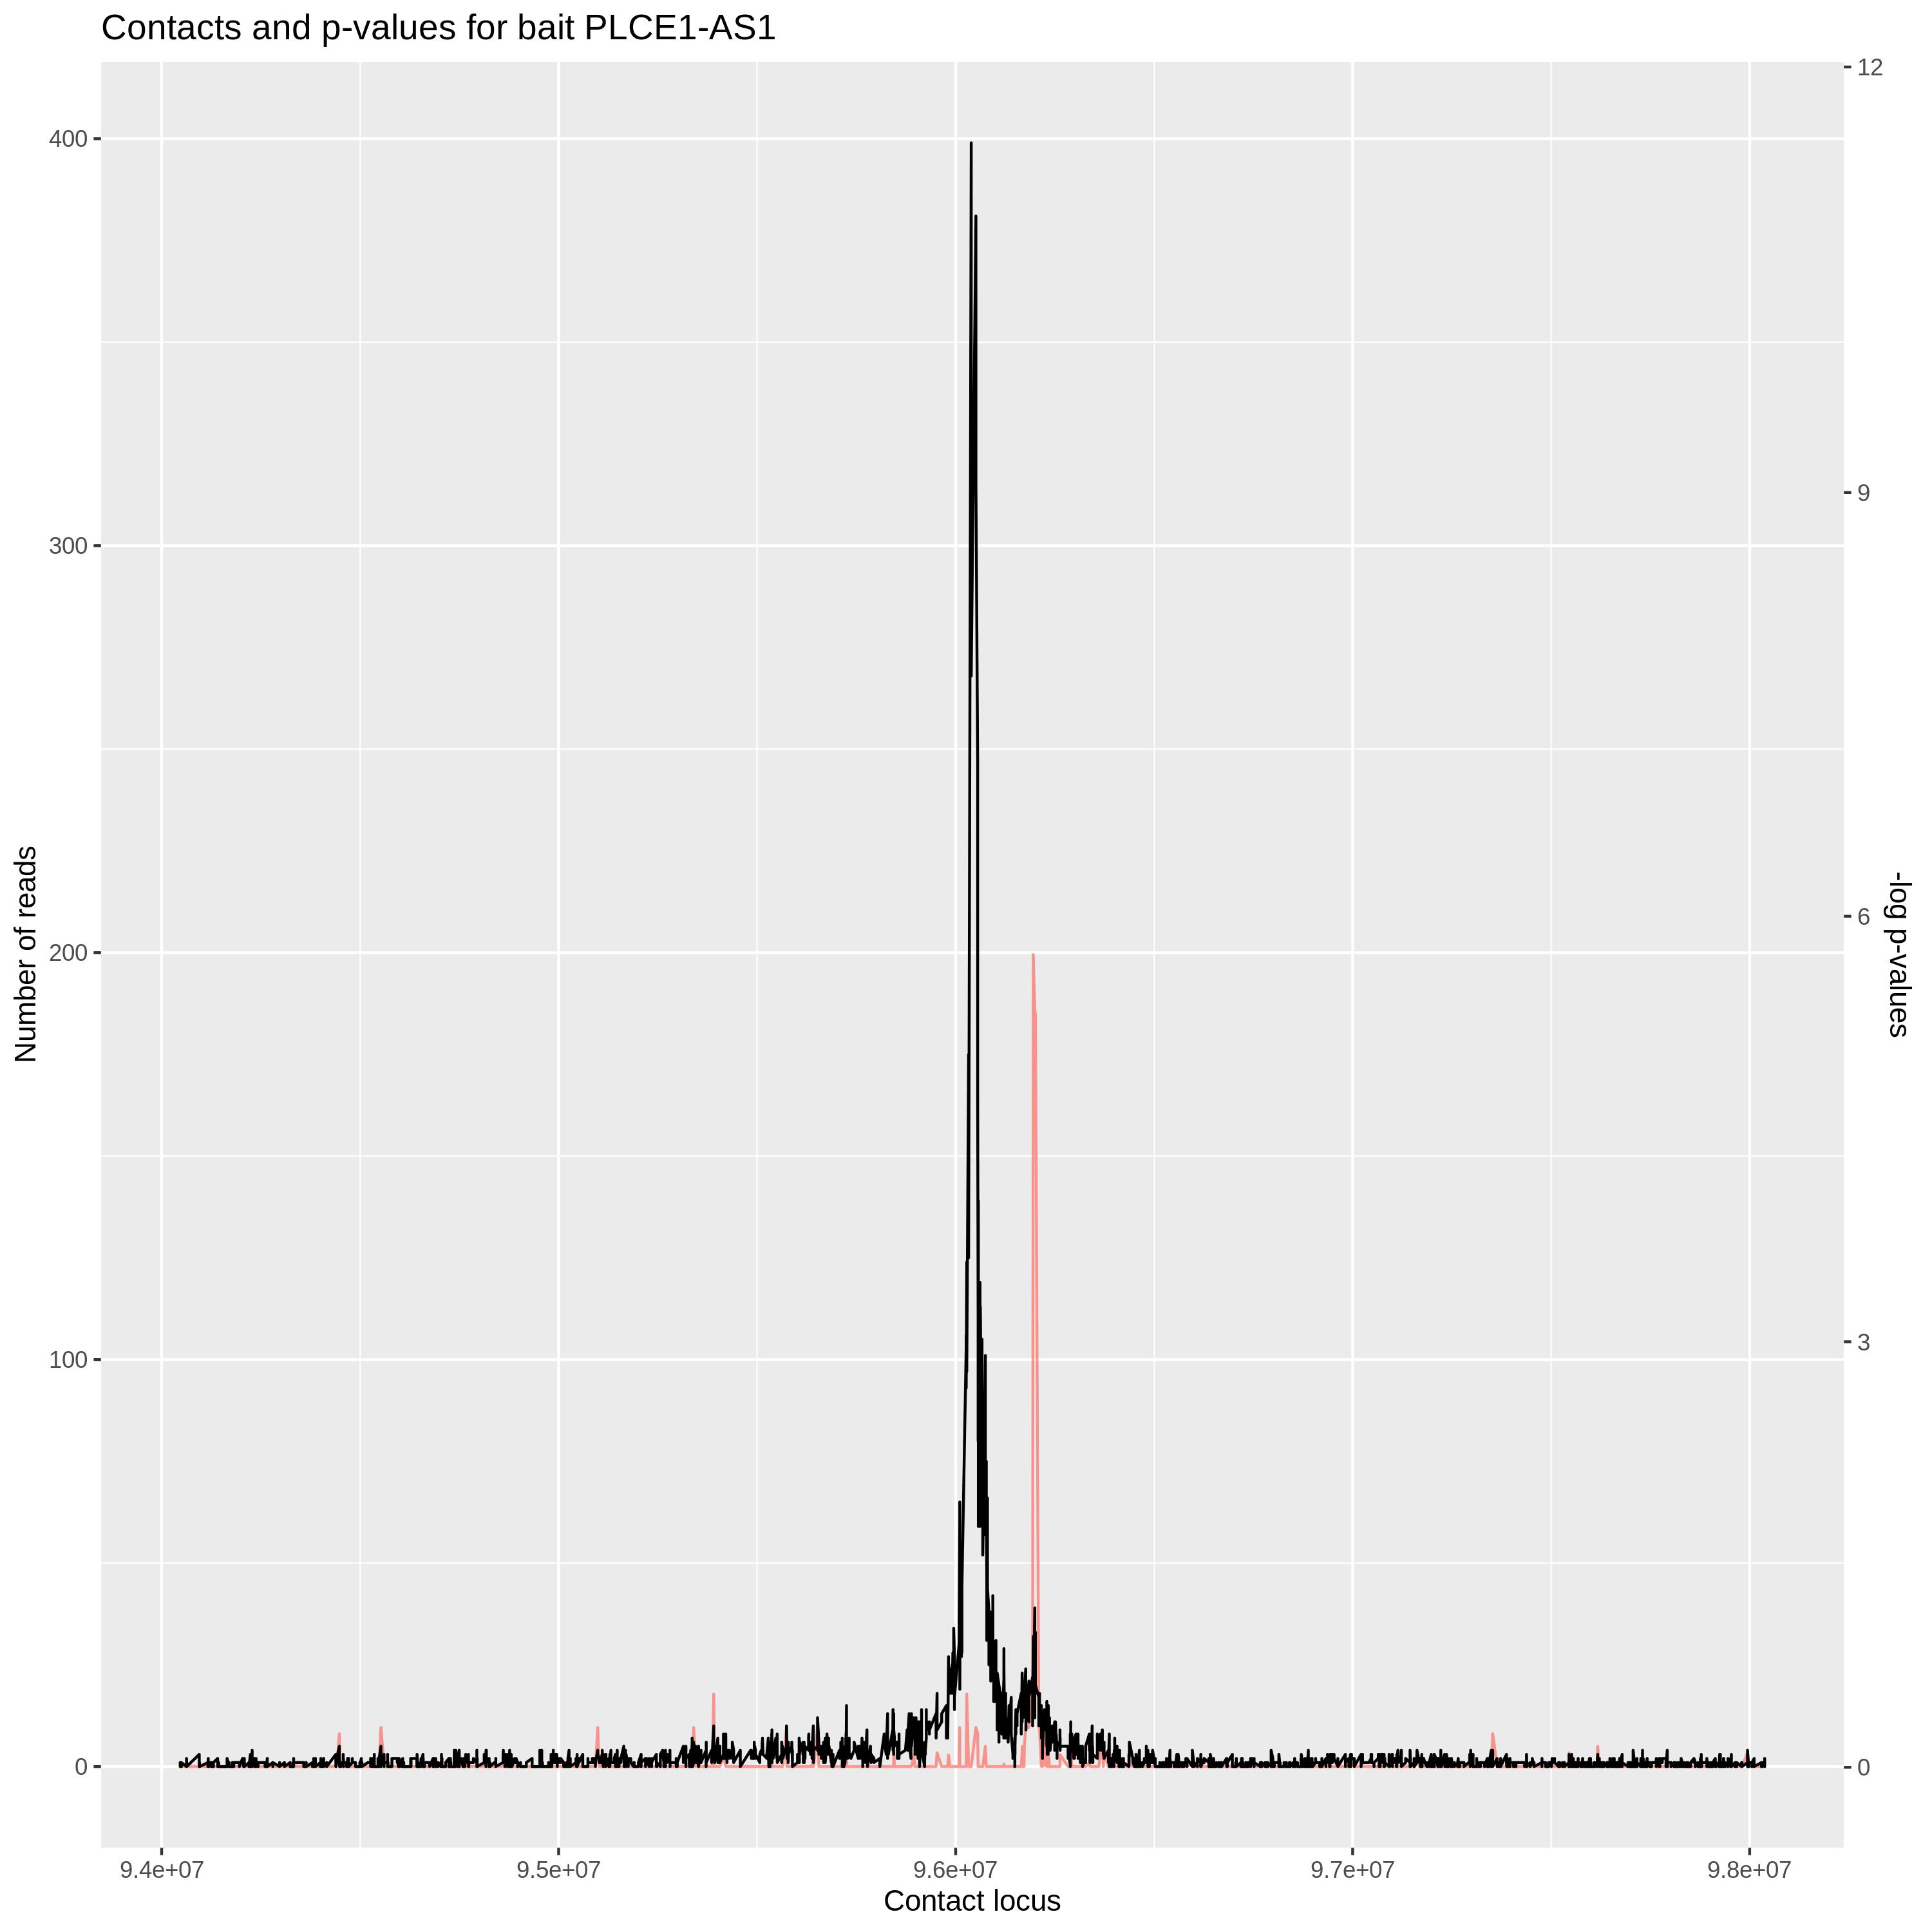 Contacts and p-values for bait PLCE1-AS1
Number of reads
400
300
200
100
0
12
9
6
3
0
-log p-values
9.4e+07 9.5e+07 9.6e+07 9.7e+07 9.8e+07
Contact locus